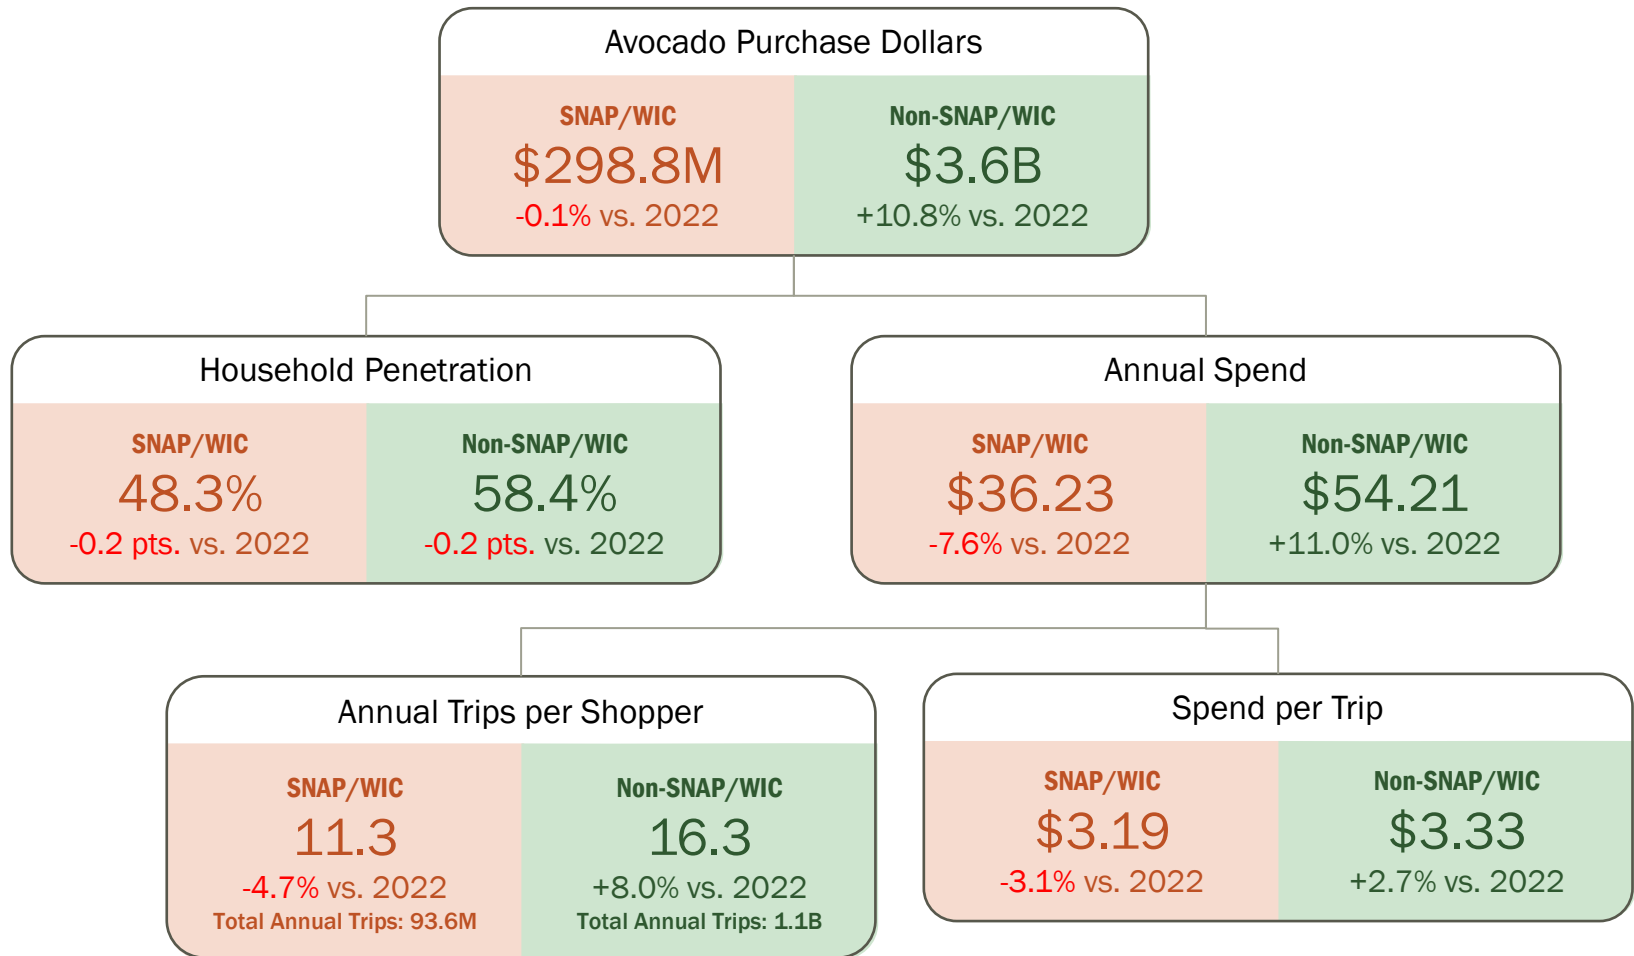 Avocado Purchase Dollars
SNAP/WIC
$298.8M
-0.1% vs. 2022
Non-SNAP/WIC
$3.6B
+10.8% vs. 2022
Household Penetration
SNAP/WIC
48.3%
-0.2 pts. vs. 2022
Non-SNAP/WIC
58.4%
-0.2 pts. vs. 2022
Annual Spend
SNAP/WIC
$36.23
-7.6% vs. 2022
Non-SNAP/WIC
$54.21
+11.0% vs. 2022
Annual Trips per Shopper
SNAP/WIC
11.3
-4.7% vs. 2022
Total Annual Trips: 93.6M
Non-SNAP/WIC
16.3
+8.0% vs. 2022
Total Annual Trips: 1.1B
Spend per Trip
SNAP/WIC
$3.19
-3.1% vs. 2022
Non-SNAP/WIC
$3.33
+2.7% vs. 2022